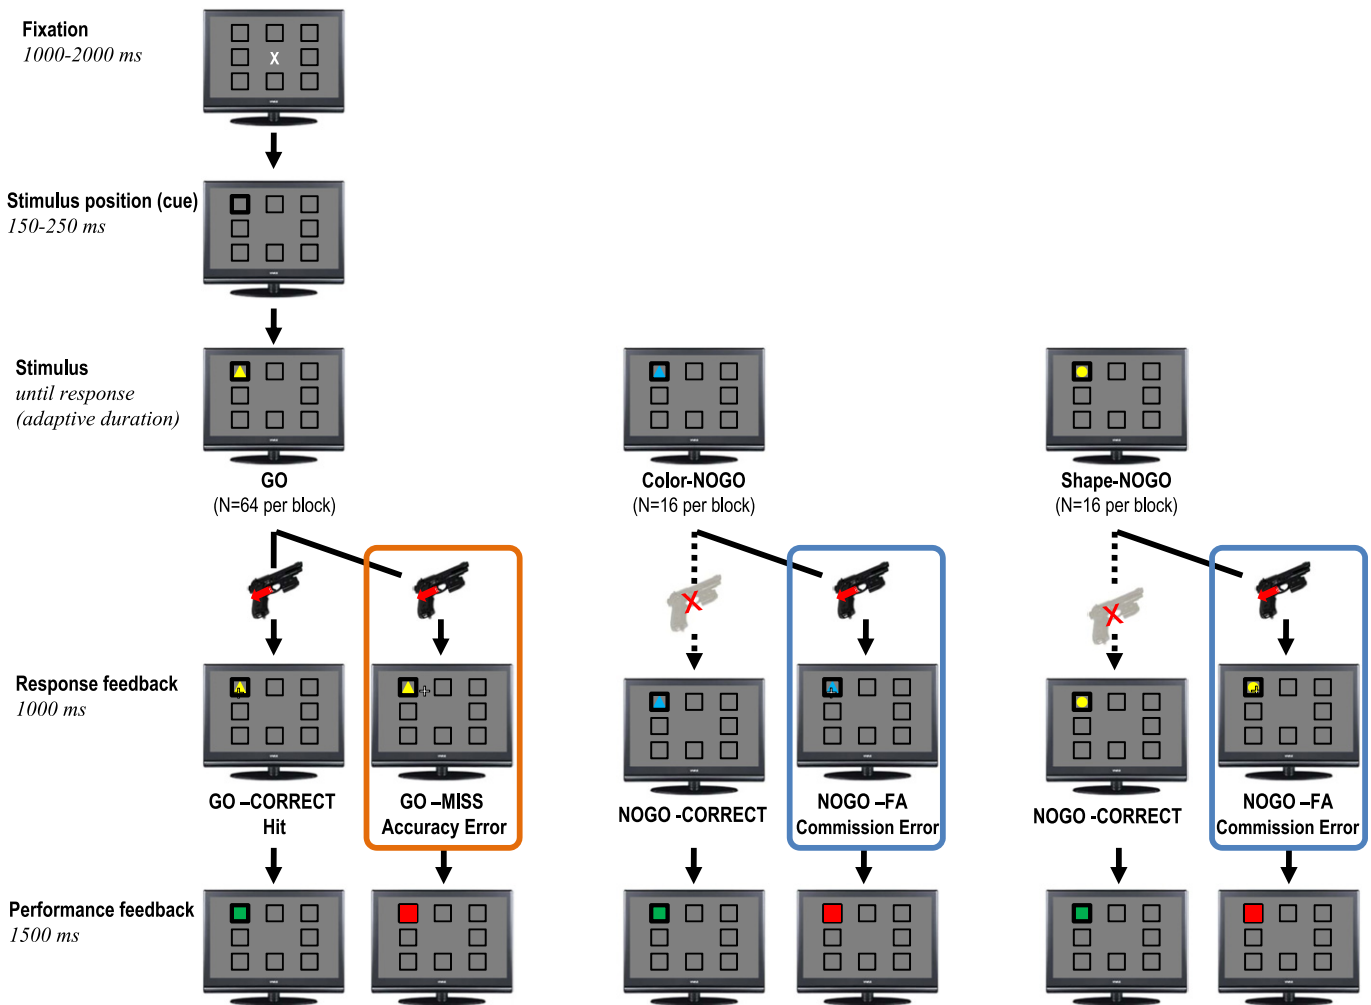 Fixation
1000-2000 ms
X
Stimulus position (cue)
150-250 ms
Stimulus
until response
(adaptive duration)
GO
(N=64 per block)
Color-NOGO
(N=16 per block)
Shape-NOGO
(N=16 per block)
X
X
Response feedback
1000 ms
GO –CORRECT
Hit
GO –MISS
Accuracy Error
NOGO -CORRECT
NOGO –FA
Commission Error
NOGO -CORRECT
NOGO –FA
Commission Error
Performance feedback
1500 ms